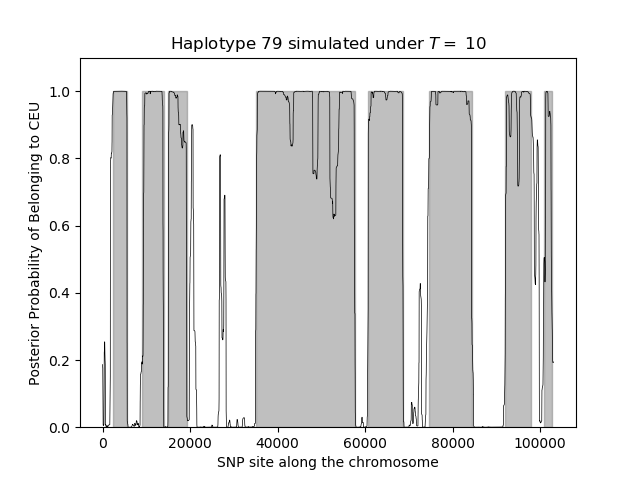 Haplotype 79 simulated under T = 10
Posterior Probability of Belonging to CEU
1.0
0.8
0.6
0.4
0.2
0.0
0 20000 40000 60000 80000 100000
SNP site along the chromosome